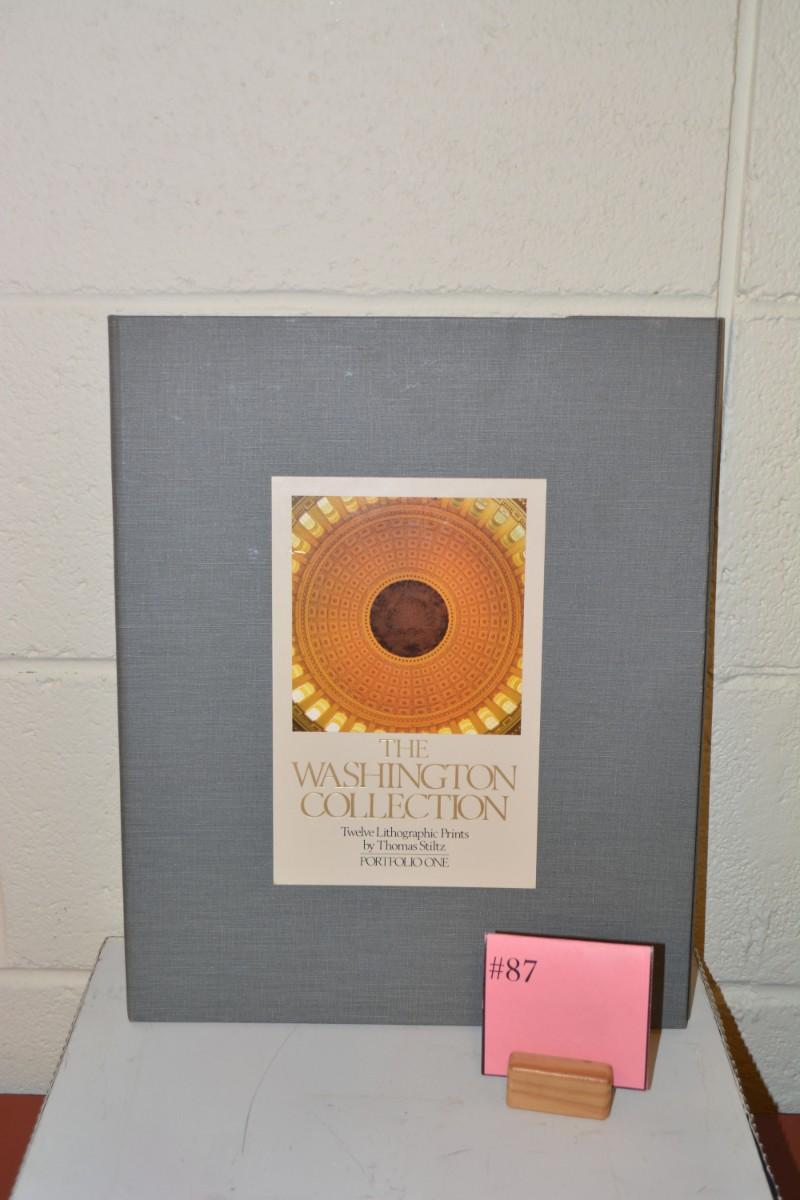 THE
WASHINGTON
COLLECTION
Twelve Lithographic Prints
by Thomas Stiltz
PORTFOLIO ONE
#87